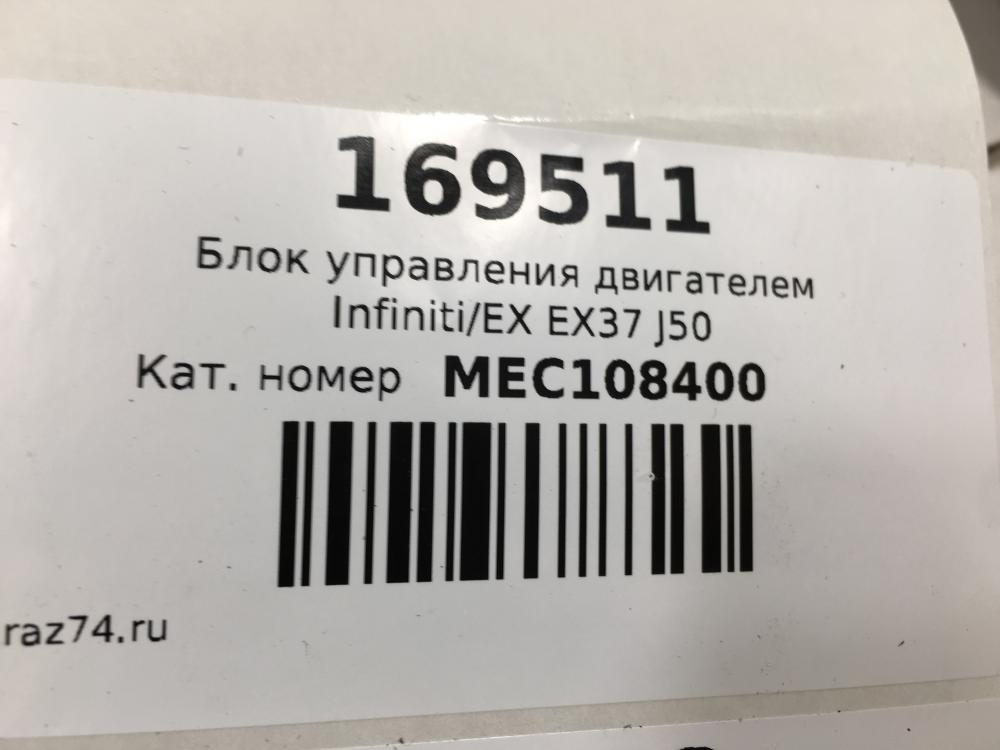 169511
Блок управления двигателем
Infiniti/EX EX37 J50
Кат. номер MEC108400
raz74.ru